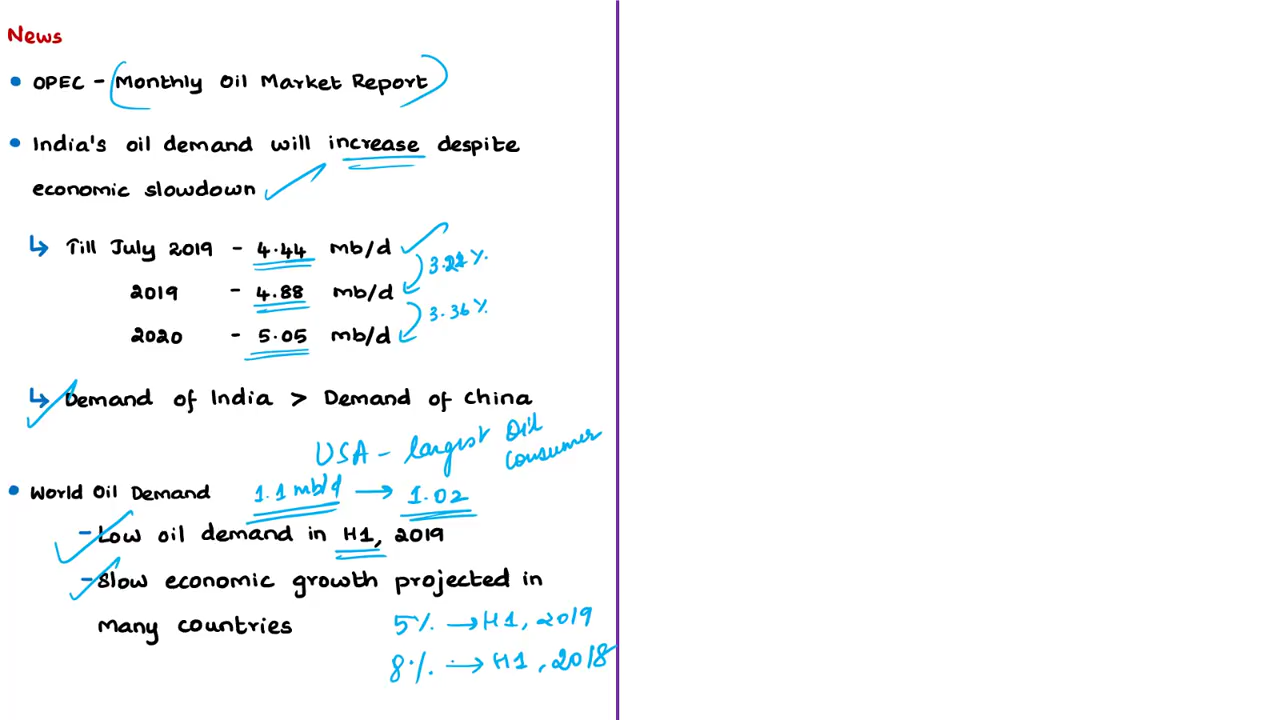 News
• OPEC - (Monthly Oil Market Report)
• India's oil demand will increase despite
economic slowdown
↳ Till July 2019 - 4.44 mb/d
3.22%.
2019 - 4.88 mb/d
3.36%
2020 - 5.05 mb/d
↳ Demand of India > Demand of China
USA - largest Oil
consumer
• World Oil Demand 1.1 mb/d → 1.02
- Low oil demand in H1, 2019
- Slow economic growth projected in
many countries
5% → H1, 2019
8% → H1, 2018